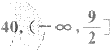 40. (-∞, 9/2]